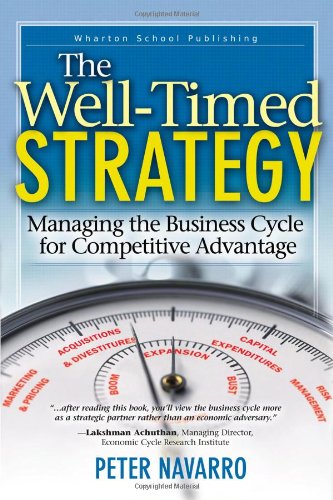 Wharton School Publishing
The
Well-Timed
STRATEGY
Managing the Business Cycle
for Competitive Advantage
MARKETING
& PRICING
ACQUISITIONS
& DIVESTITURES
CAPITAL
EXPENDITURES
RISK
MANAGEMENT
BOOM
EXPANSION
BUST
“...after reading this book, you’ll view the business cycle more
as a strategic partner rather than an economic adversary.”
—Lakshman Achuthan, Managing Director,
Economic Cycle Research Institute
PETER NAVARRO